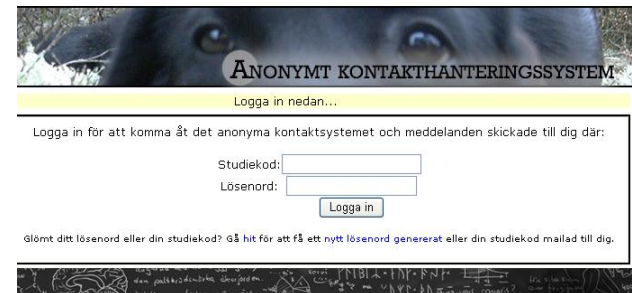 ANONYMT KONTAKTHANTERINGSSYSTEM
Logga in nedan...
Logga in för att komma åt det anonyma kontaktsystemet och meddelanden skickade till dig där:
Studiekod:
Lösenord:
Logga in
Glömt ditt lösenord eller din studiekod? Gå hit för att få ett nytt lösenord genererat eller din studiekod mailad till dig.